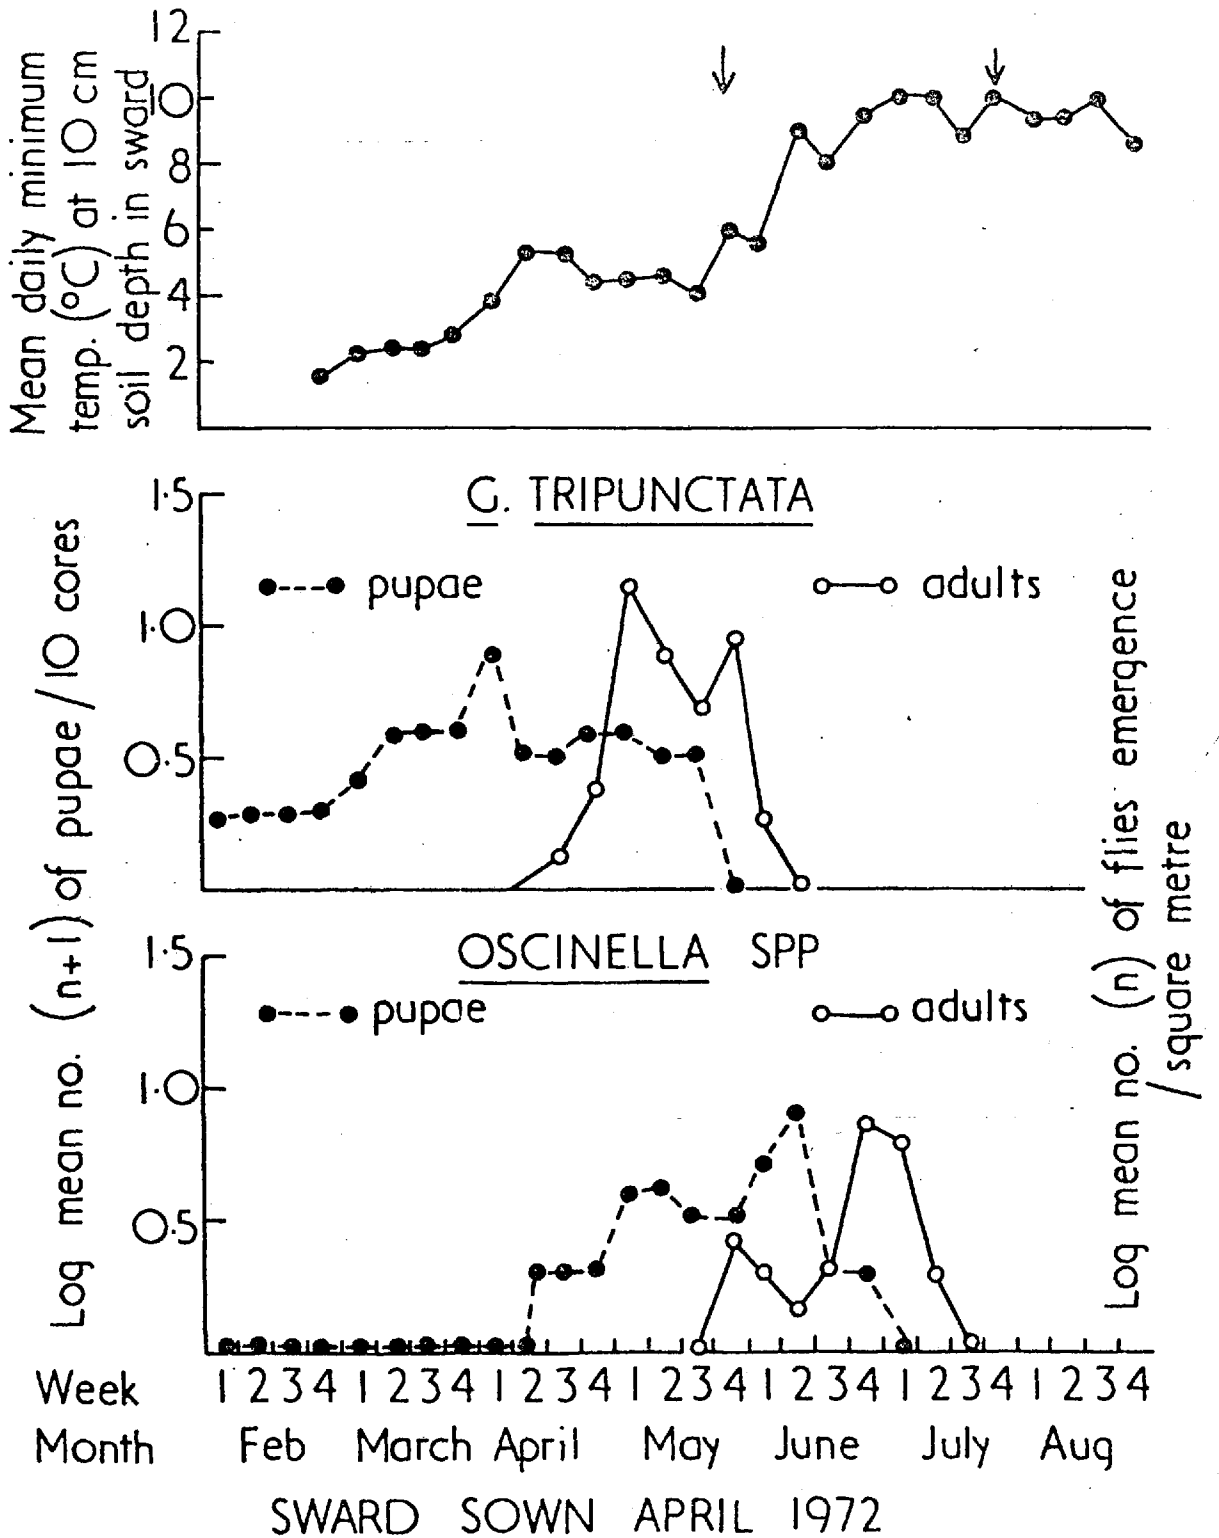 Mean daily minimum
temp. (°C) at 10 cm
soil depth in sward
12
10
8
6
4
2
G. TRIPUNCTATA
pupae
adults
1.5
1.0
0.5
Log mean no. (n+1) of pupae / 10 cores
Log mean no. (n) of flies emergence
/ square metre
OSCINELLA SPP
pupae
adults
1.5
1.0
0.5
Week 1 2 3 4 1 2 3 4 1 2 3 4 1 2 3 4 1 2 3 4 1 2 3 4 1 2 3 4
Month Feb March April May June July Aug
SWARD SOWN APRIL 1972